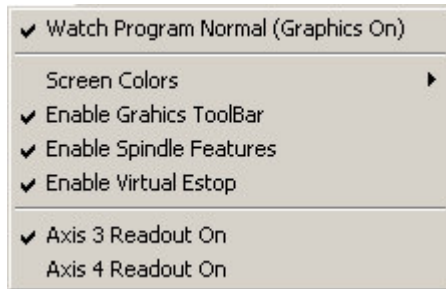 Watch Program Normal (Graphics On)
Screen Colors
Enable Grahics ToolBar
Enable Spindle Features
Enable Virtual Estop
Axis 3 Readout On
Axis 4 Readout On